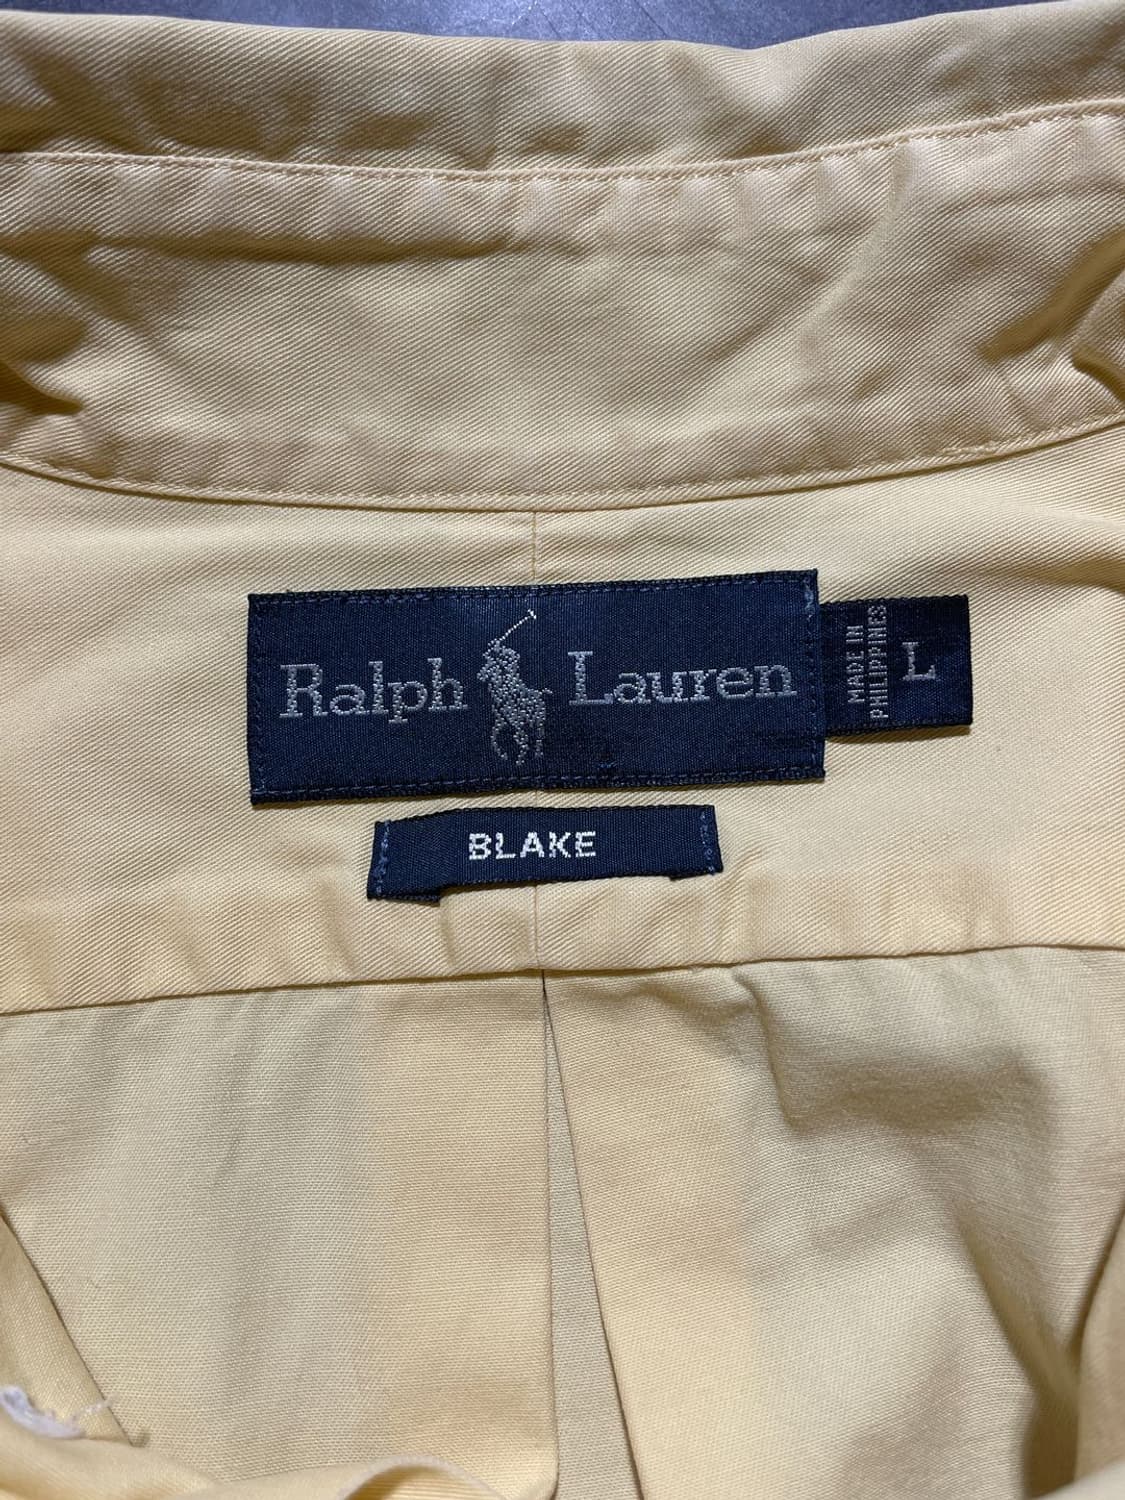 Ralph Lauren
MADE IN
PHILIPPINES
L
BLAKE